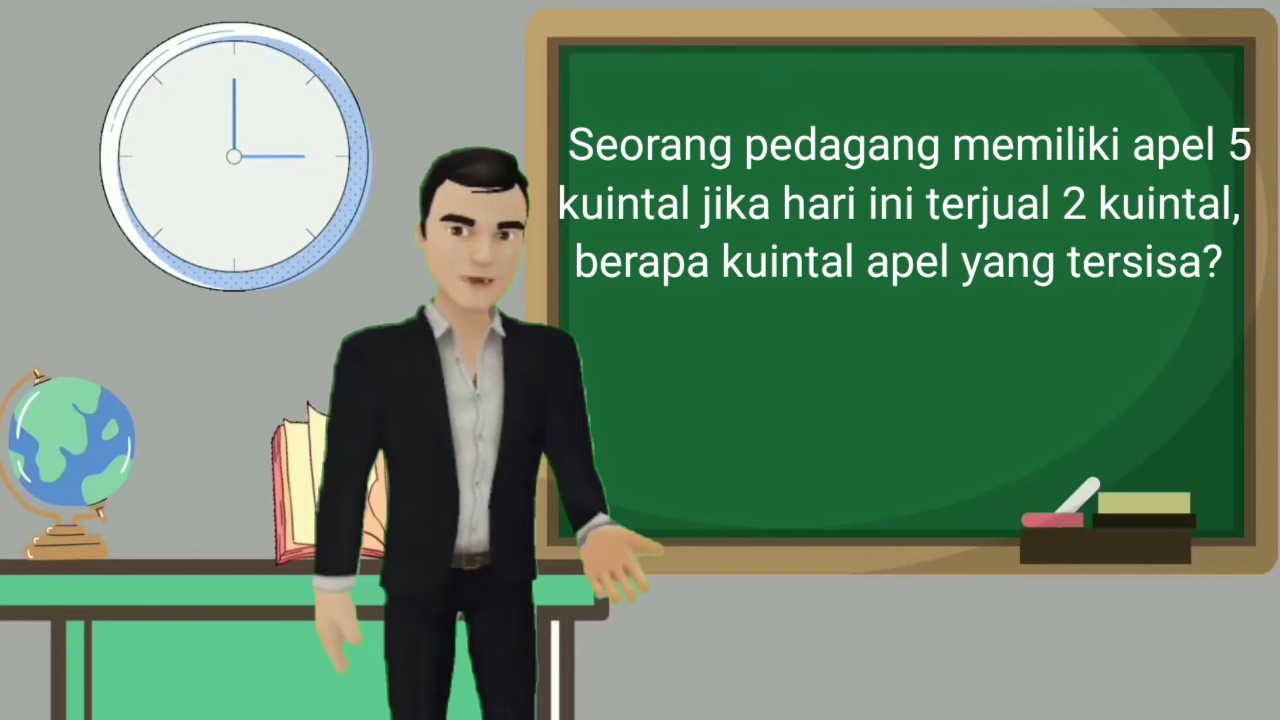 Seorang pedagang memiliki apel 5
kuintal jika hari ini terjual 2 kuintal,
berapa kuintal apel yang tersisa?